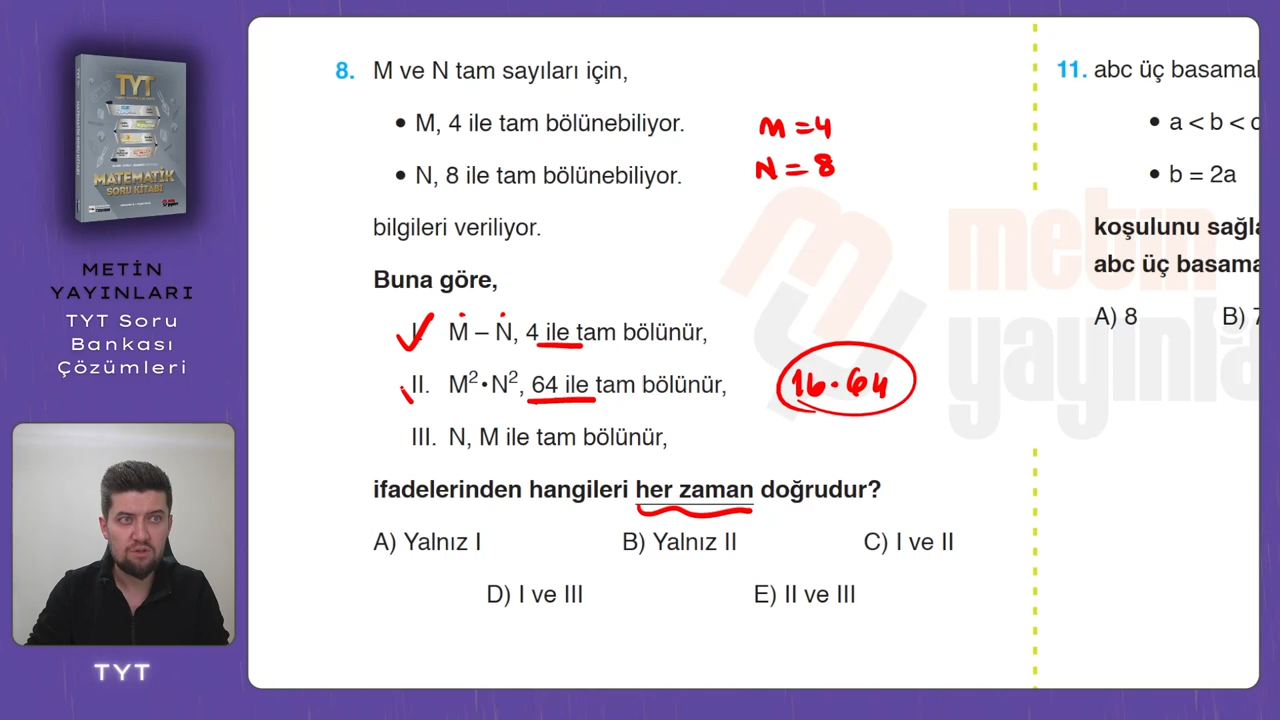 TYT
MATEMATİK
SORU KİTABI
METİN
YAYINLARI
TYT Soru
Bankası
Çözümleri
TYT
8. M ve N tam sayıları için,
• M, 4 ile tam bölünebiliyor.
• N, 8 ile tam bölünebiliyor.
M = 4
N = 8
bilgileri veriliyor.
Buna göre,
I. M – N, 4 ile tam bölünür,
II. M²•N², 64 ile tam bölünür,
16 · 64
III. N, M ile tam bölünür,
ifadelerinden hangileri her zaman doğrudur?
A) Yalnız I B) Yalnız II C) I ve II
D) I ve III E) II ve III
11. abc üç basamal
• a < b < c
• b = 2a
koşulunu sağla
abc üç basama
A) 8 B) 7
metin
yayınla